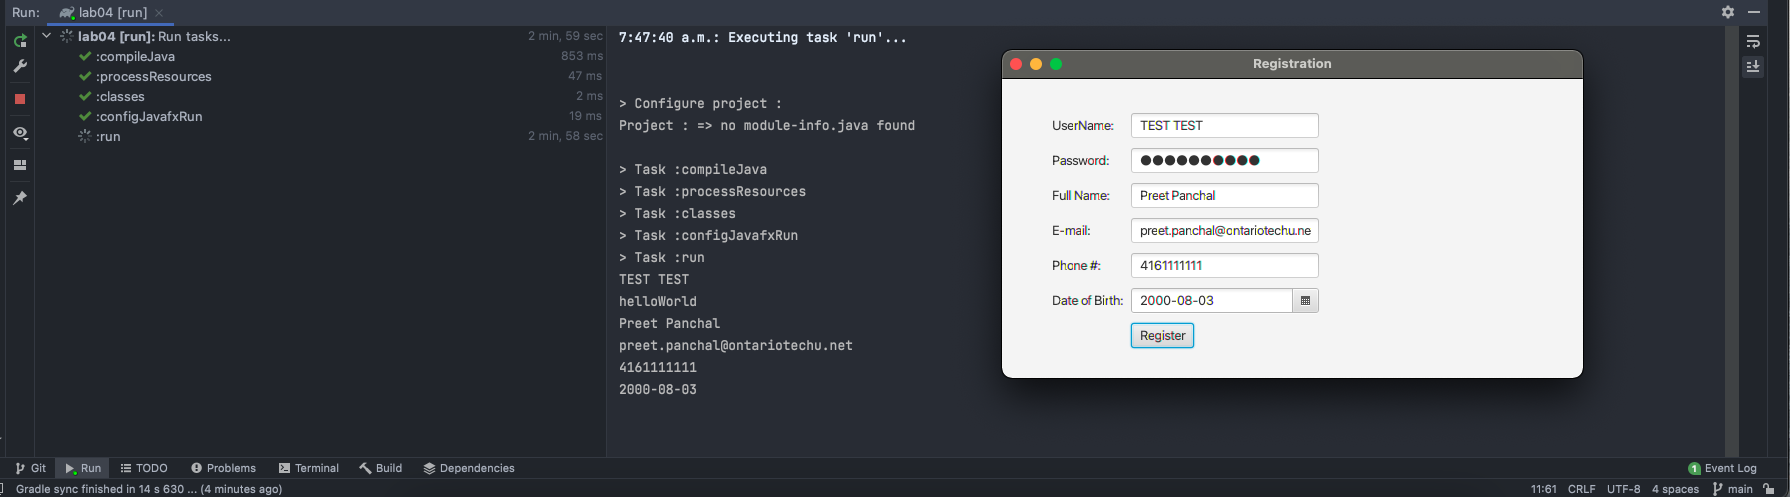 Run: lab04 [run]
lab04 [run]: Run tasks... 2 min, 59 sec
:compileJava 853 ms
:processResources 47 ms
:classes 2 ms
:configJavafxRun 19 ms
:run 2 min, 58 sec
7:47:40 a.m.: Executing task 'run'...
> Configure project :
Project : => no module-info.java found
> Task :compileJava
> Task :processResources
> Task :classes
> Task :configJavafxRun
> Task :run
TEST TEST
helloWorld
Preet Panchal
preet.panchal@ontariotechu.net
4161111111
2000-08-03
Registration
UserName: TEST TEST
Password: ●●●●●●●●●●
Full Name: Preet Panchal
E-mail: preet.panchal@ontariotechu.ne
Phone #: 4161111111
Date of Birth: 2000-08-03
Register
Git Run TODO Problems Terminal Build Dependencies 1 Event Log
Gradle sync finished in 14 s 630 ... (4 minutes ago) 11:61 CRLF UTF-8 4 spaces main